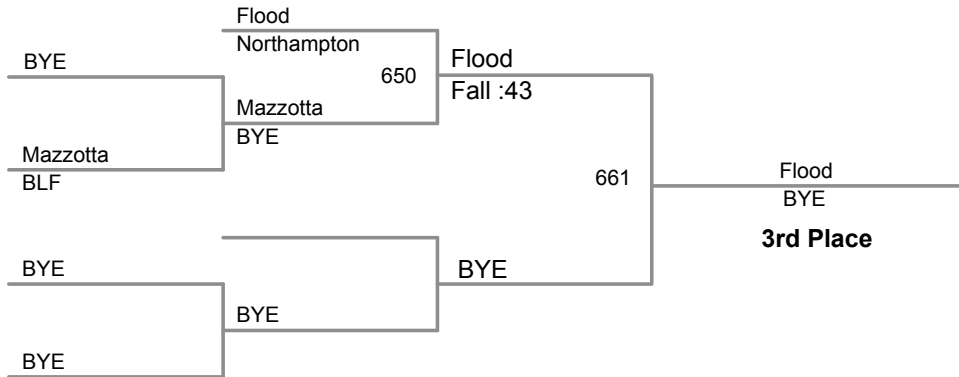 Flood
Northampton
BYE
650
Flood
Fall :43
Mazzotta
BYE
Mazzotta
BLF
661
Flood
BYE
3rd Place
BYE
BYE
BYE
BYE